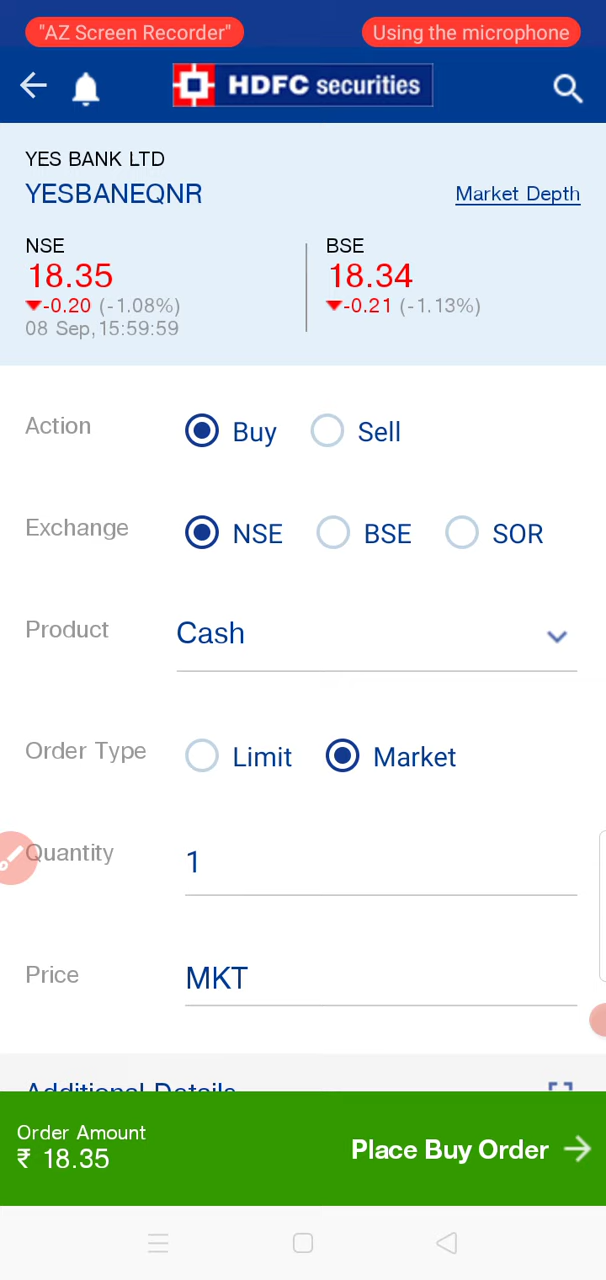 "AZ Screen Recorder" Using the microphone
HDFC securities
YES BANK LTD
YESBANEQNR Market Depth
NSE BSE
18.35 18.34
-0.20 (-1.08%) -0.21 (-1.13%)
08 Sep,15:59:59
Action Buy Sell
Exchange NSE BSE SOR
Product Cash
Order Type Limit Market
Quantity 1
Price MKT
Additional Details
Order Amount
₹ 18.35 Place Buy Order